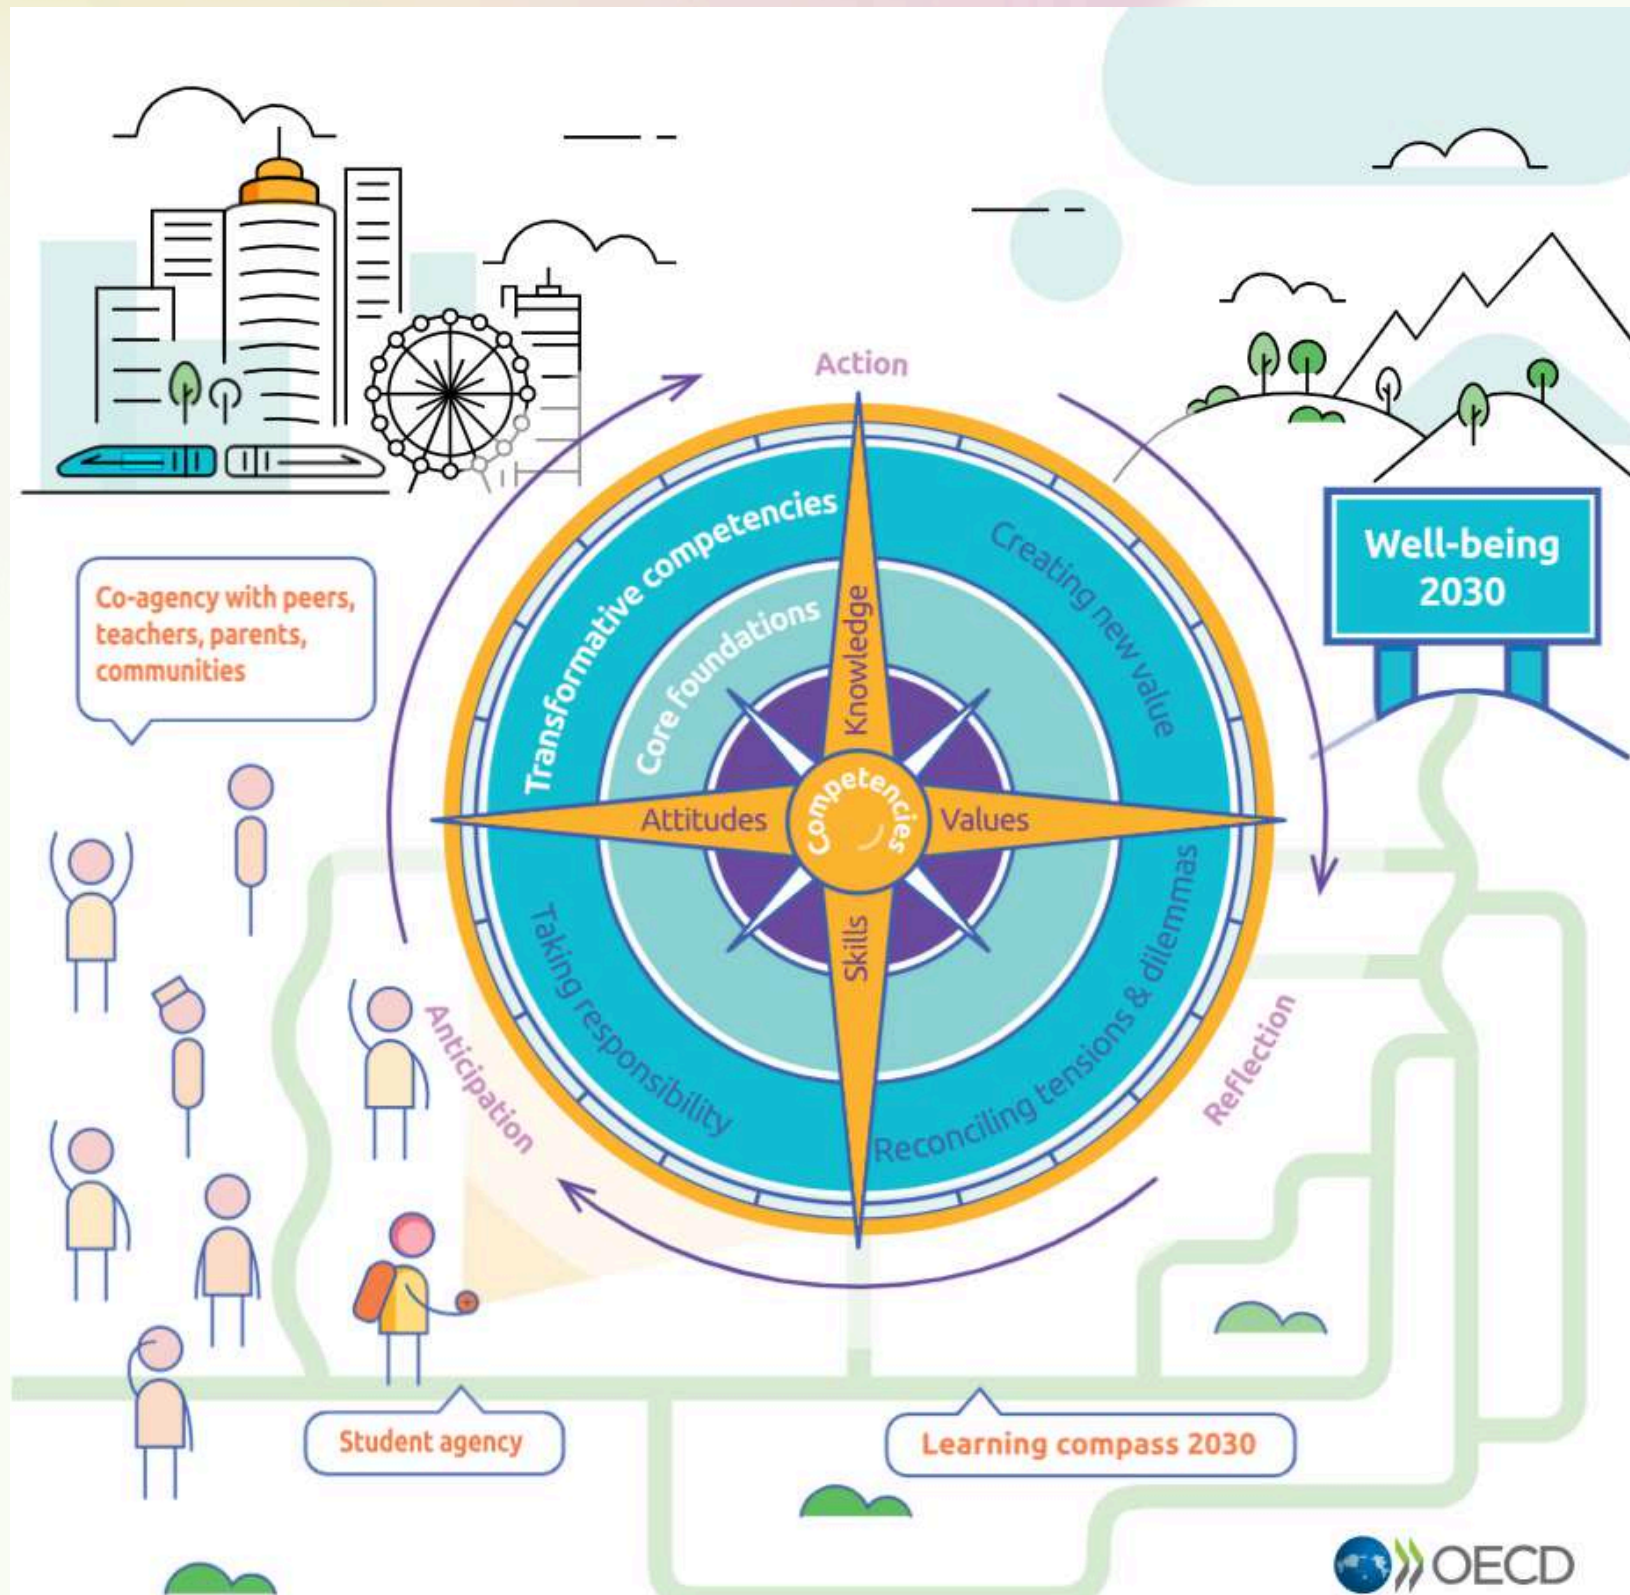 Action
Transformative competencies
Creating new value
Core foundations
Knowledge
Well-being
2030
Co-agency with peers,
teachers, parents,
communities
Attitudes
Competencies
Values
Skills
Taking responsibility
Reconciling tensions & dilemmas
Anticipation
Reflection
Student agency
Learning compass 2030
OECD